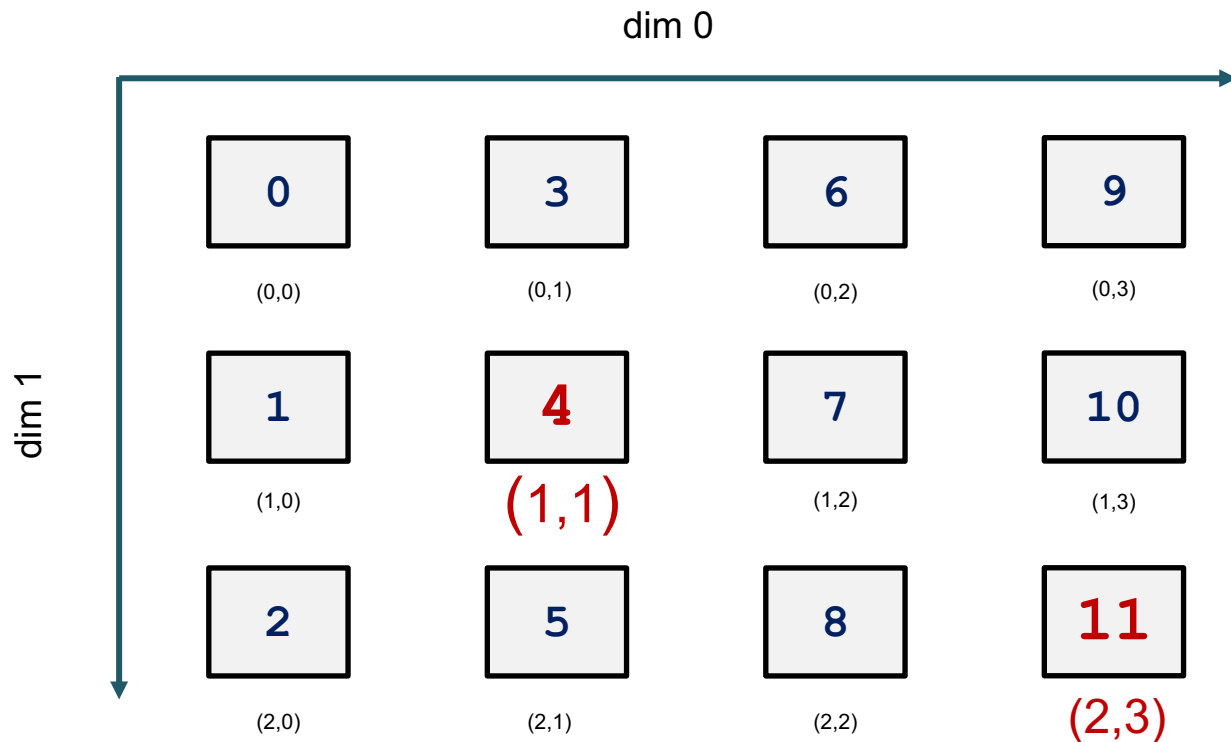 dim 0
dim 1
0 3 6 9
(0,0) (0,1) (0,2) (0,3)
1 4 7 10
(1,0) (1,1) (1,2) (1,3)
2 5 8 11
(2,0) (2,1) (2,2) (2,3)